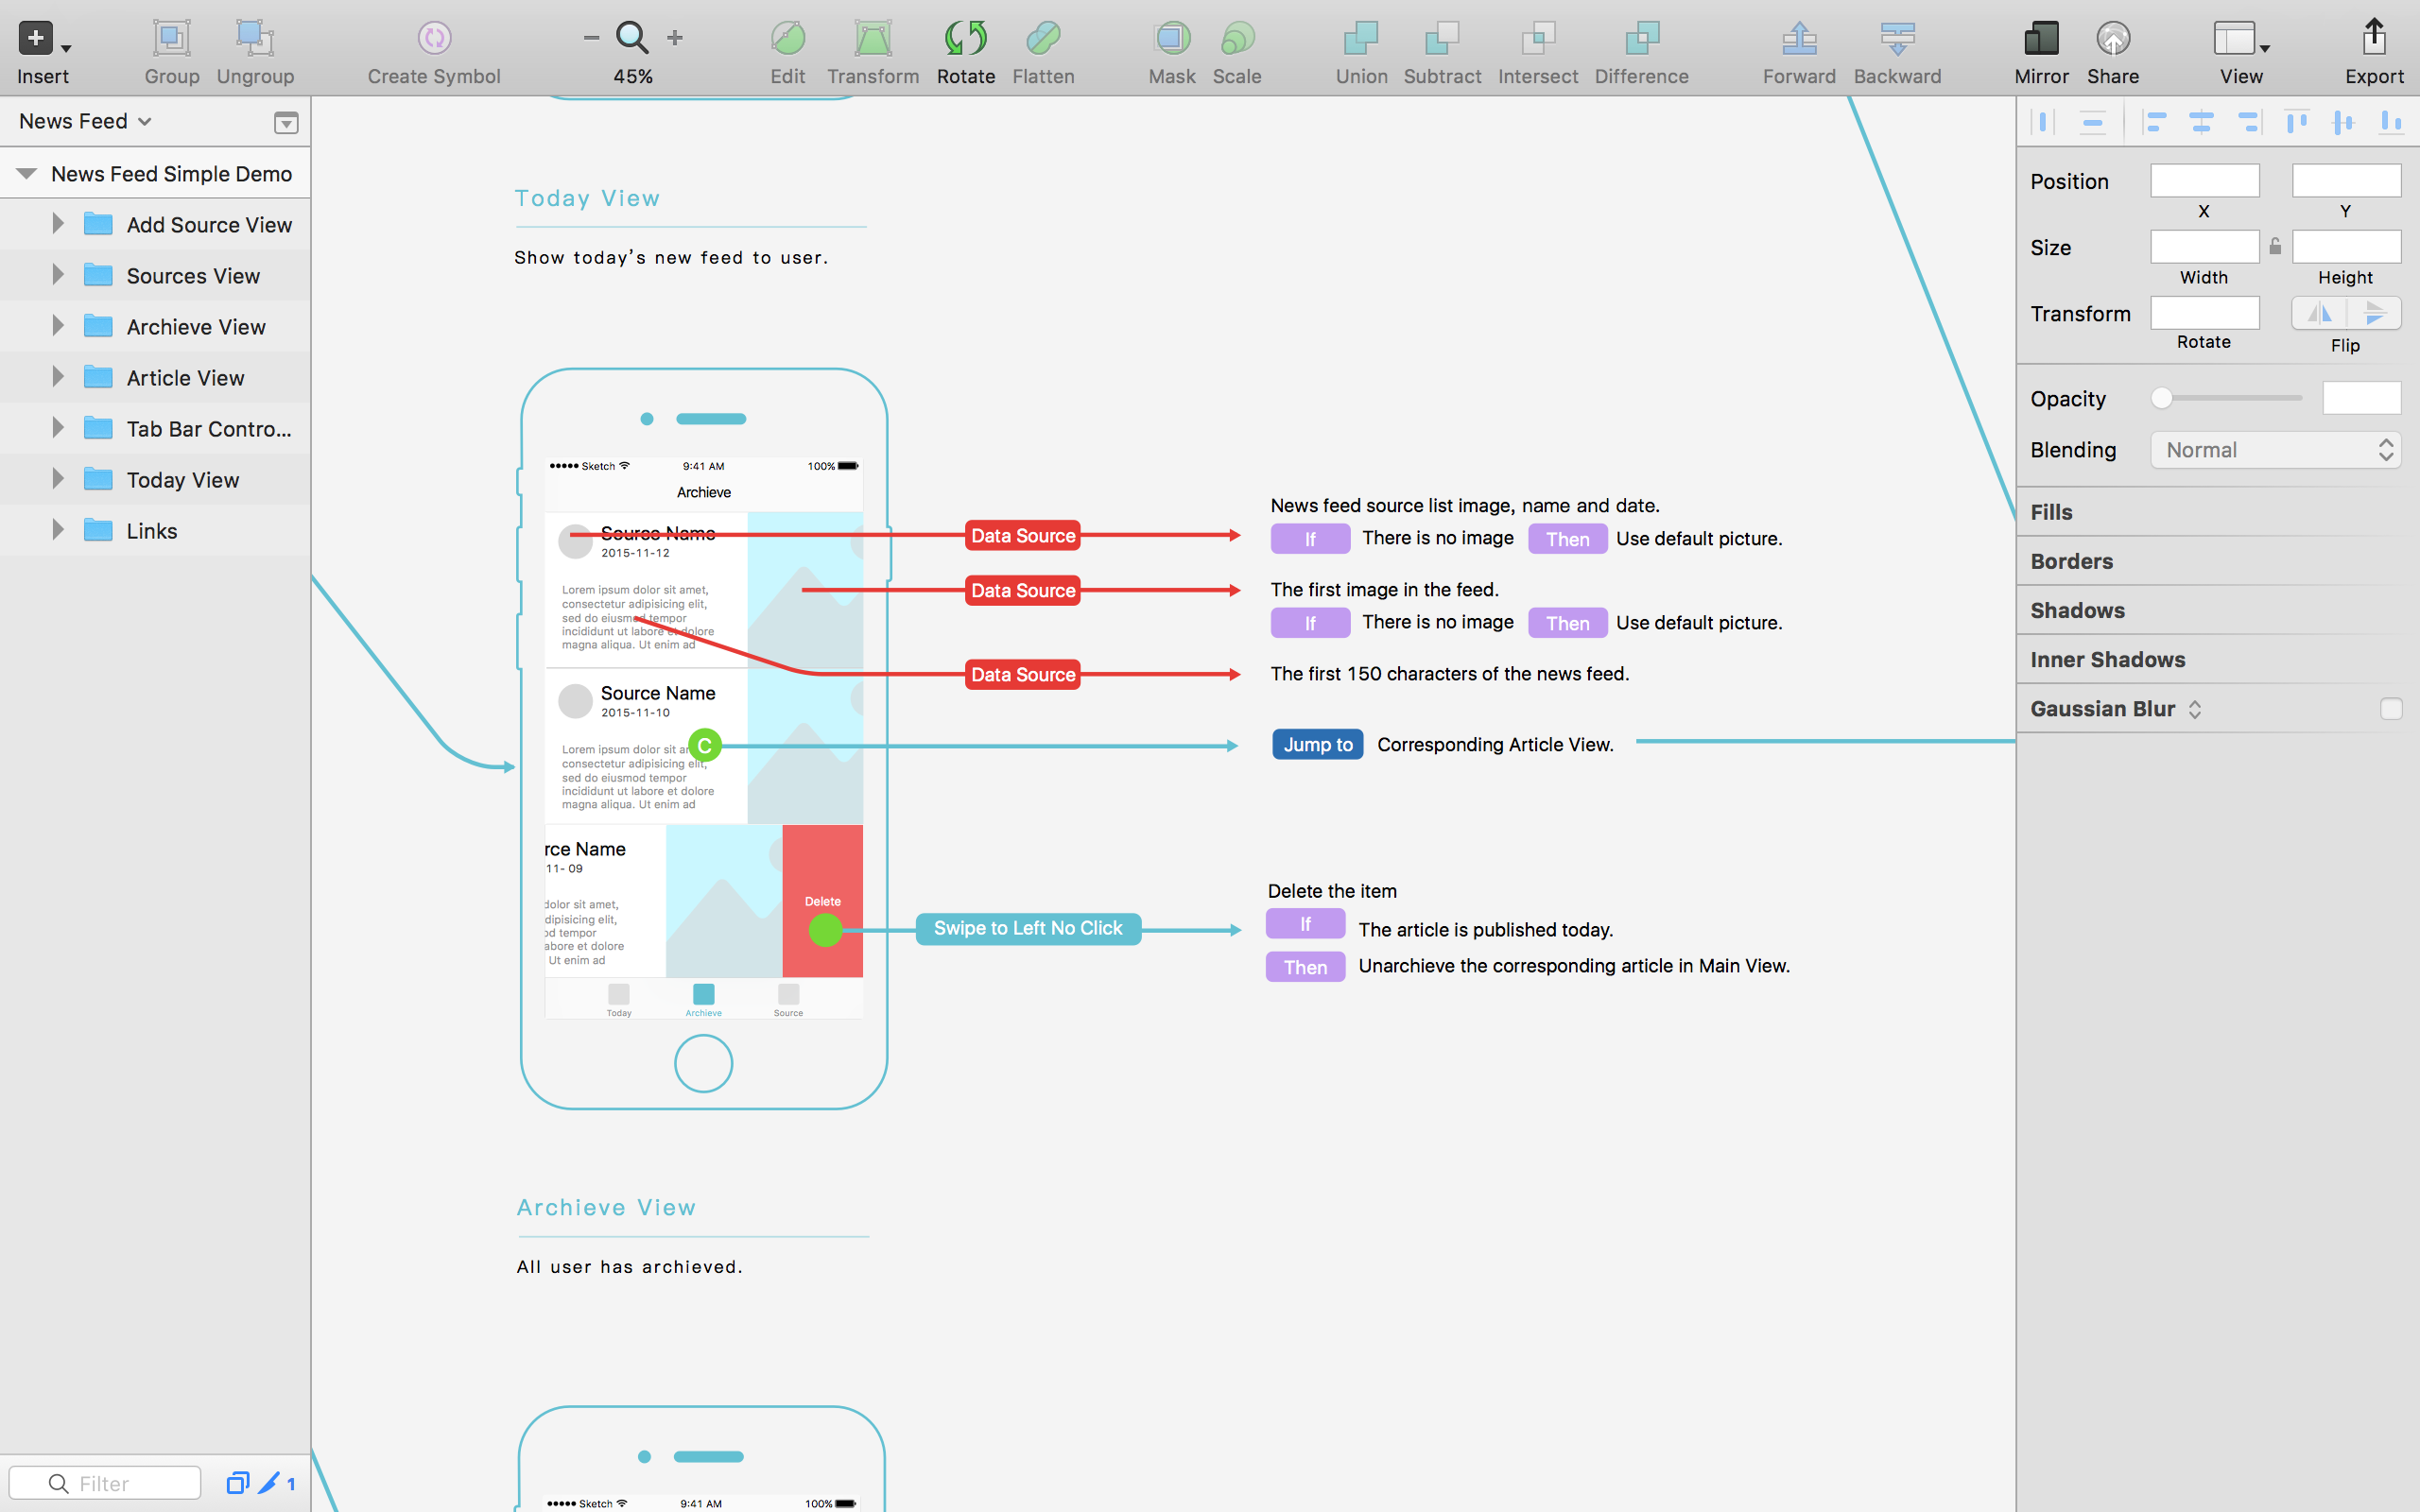 Insert
Group
Ungroup
Create Symbol
45%
Edit
Transform
Rotate
Flatten
Mask
Scale
Union
Subtract
Intersect
Difference
Forward
Backward
Mirror
Share
View
Export
News Feed
News Feed Simple Demo
Add Source View
Sources View
Archieve View
Article View
Tab Bar Contro...
Today View
Links
Filter
1
Today View
Show today's new feed to user.
Sketch 9:41 AM 100%
Archieve
Source Name
2015-11-12
Lorem ipsum dolor sit amet,
consectetur adipisicing elit,
sed do eiusmod tempor
incididunt ut labore et dolore
magna aliqua. Ut enim ad
Source Name
2015-11-10
C
Lorem ipsum dolor sit am
consectetur adipisicing elit,
sed do eiusmod tempor
incididunt ut labore et dolore
magna aliqua. Ut enim ad
rce Name
11- 09
dolor sit amet,
dipisicing elit,
od tempor
abore et dolore
Ut enim ad
Delete
Today
Archieve
Source
Data Source
News feed source list image, name and date.
If There is no image Then Use default picture.
Data Source
The first image in the feed.
If There is no image Then Use default picture.
Data Source
The first 150 characters of the news feed.
Jump to Corresponding Article View.
Swipe to Left No Click
Delete the item
If The article is published today.
Then Unarchieve the corresponding article in Main View.
Archieve View
All user has archieved.
Sketch 9:41 AM 100%
Position
X
Y
Size
Width
Height
Transform
Rotate
Flip
Opacity
Blending
Normal
Fills
Borders
Shadows
Inner Shadows
Gaussian Blur